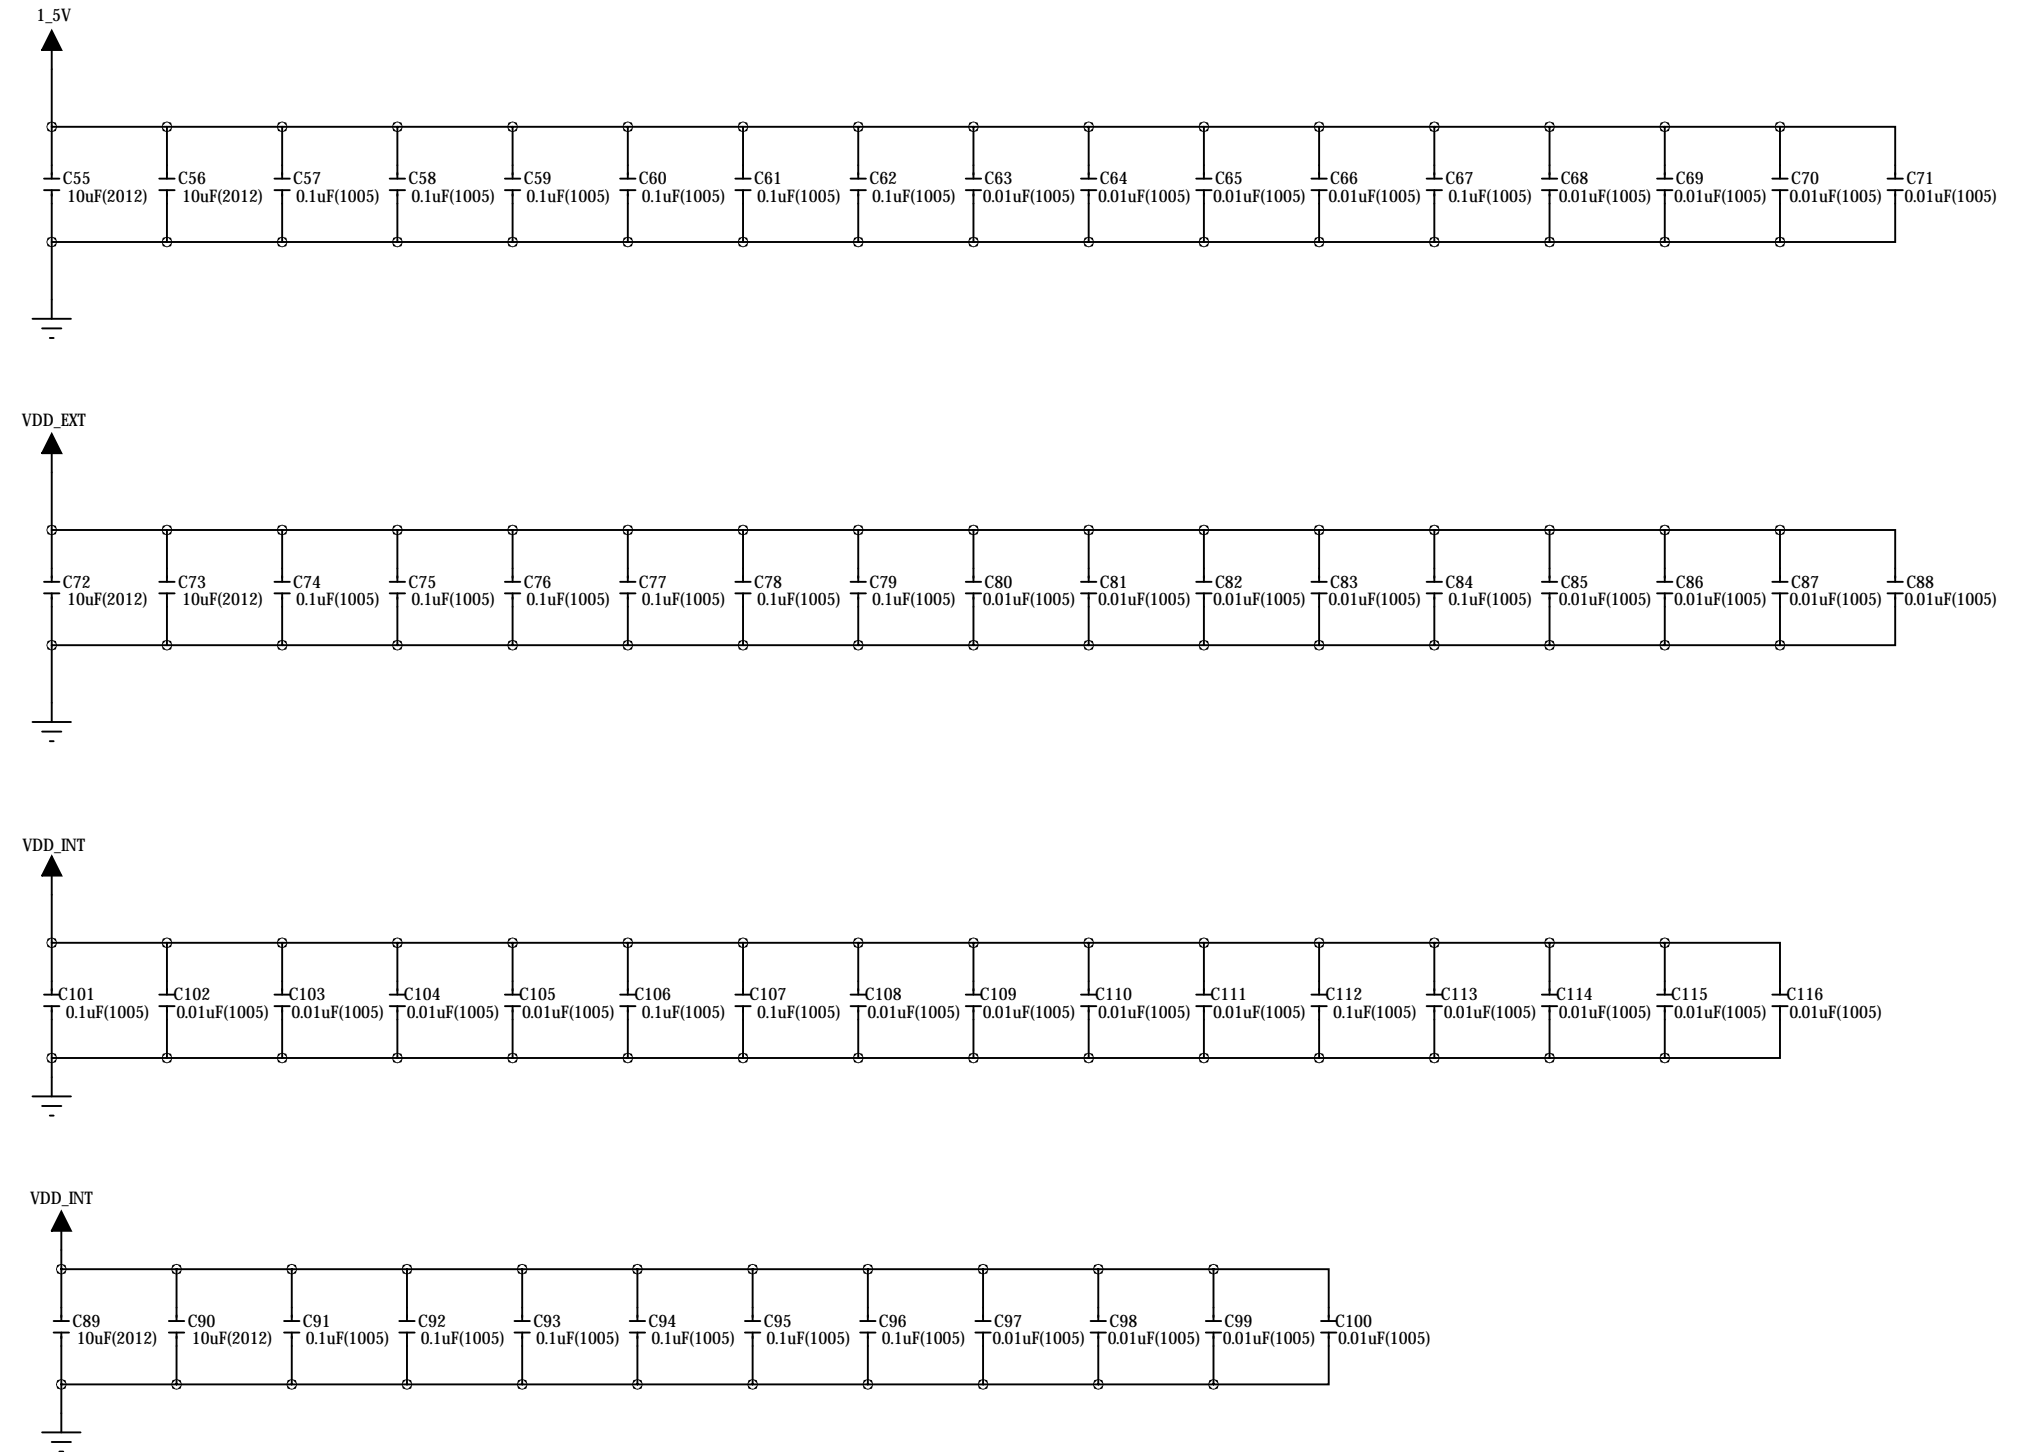 1_5V
C55 C56 C57 C58 C59 C60 C61 C62 C63 C64 C65 C66 C67 C68 C69 C70 C71
10uF(2012) 10uF(2012) 0.1uF(1005) 0.1uF(1005) 0.1uF(1005) 0.1uF(1005) 0.1uF(1005) 0.1uF(1005) 0.01uF(1005) 0.01uF(1005) 0.01uF(1005) 0.01uF(1005) 0.1uF(1005) 0.01uF(1005) 0.01uF(1005) 0.01uF(1005) 0.01uF(1005)
VDD_EXT
C72 C73 C74 C75 C76 C77 C78 C79 C80 C81 C82 C83 C84 C85 C86 C87 C88
10uF(2012) 10uF(2012) 0.1uF(1005) 0.1uF(1005) 0.1uF(1005) 0.1uF(1005) 0.1uF(1005) 0.1uF(1005) 0.01uF(1005) 0.01uF(1005) 0.01uF(1005) 0.01uF(1005) 0.1uF(1005) 0.01uF(1005) 0.01uF(1005) 0.01uF(1005) 0.01uF(1005)
VDD_INT
C101 C102 C103 C104 C105 C106 C107 C108 C109 C110 C111 C112 C113 C114 C115 C116
0.1uF(1005) 0.01uF(1005) 0.01uF(1005) 0.01uF(1005) 0.01uF(1005) 0.1uF(1005) 0.1uF(1005) 0.01uF(1005) 0.01uF(1005) 0.01uF(1005) 0.01uF(1005) 0.1uF(1005) 0.01uF(1005) 0.01uF(1005) 0.01uF(1005) 0.01uF(1005)
VDD_INT
C89 C90 C91 C92 C93 C94 C95 C96 C97 C98 C99 C100
10uF(2012) 10uF(2012) 0.1uF(1005) 0.1uF(1005) 0.1uF(1005) 0.1uF(1005) 0.1uF(1005) 0.1uF(1005) 0.01uF(1005) 0.01uF(1005) 0.01uF(1005) 0.01uF(1005)